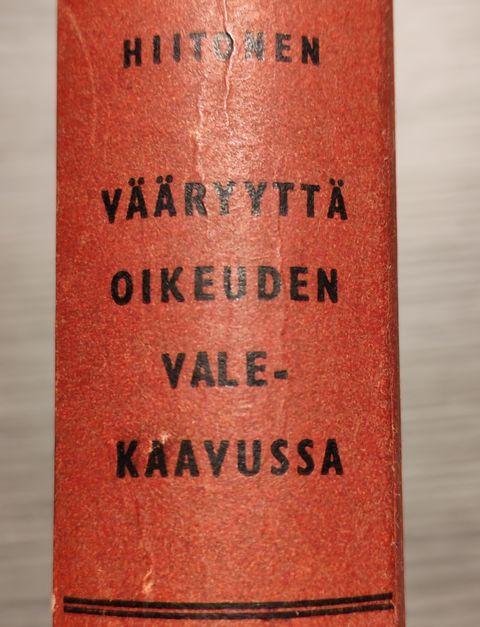 HIITONEN
VÄÄRYYTTÄ
OIKEUDEN
VALE-
KAAVUSSA